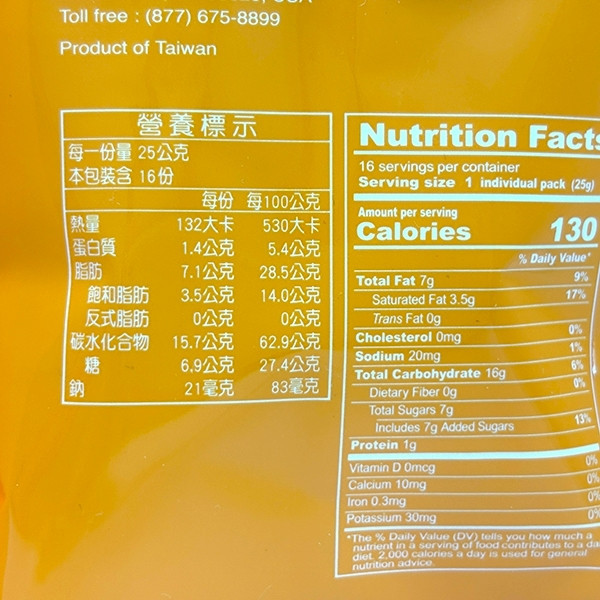 Toll free : (877) 675-8899
Product of Taiwan
營養標示
每一份量 25公克
本包裝含 16份
每份 每100公克
熱量 132大卡 530大卡
蛋白質 1.4公克 5.4公克
脂肪 7.1公克 28.5公克
飽和脂肪 3.5公克 14.0公克
反式脂肪 0公克 0公克
碳水化合物 15.7公克 62.9公克
糖 6.9公克 27.4公克
鈉 21毫克 83毫克
Nutrition Facts
16 servings per container
Serving size 1 individual pack (25g)
Amount per serving
Calories 130
% Daily Value*
Total Fat 7g 9%
Saturated Fat 3.5g 17%
Trans Fat 0g
Cholesterol 0mg 0%
Sodium 20mg 1%
Total Carbohydrate 16g 6%
Dietary Fiber 0g 0%
Total Sugars 7g
Includes 7g Added Sugars 13%
Protein 1g
Vitamin D 0mcg 0%
Calcium 10mg 0%
Iron 0.3mg 0%
Potassium 30mg 0%
*The % Daily Value (DV) tells you how much a
nutrient in a serving of food contributes to a da
diet. 2,000 calories a day is used for general
nutrition advice.